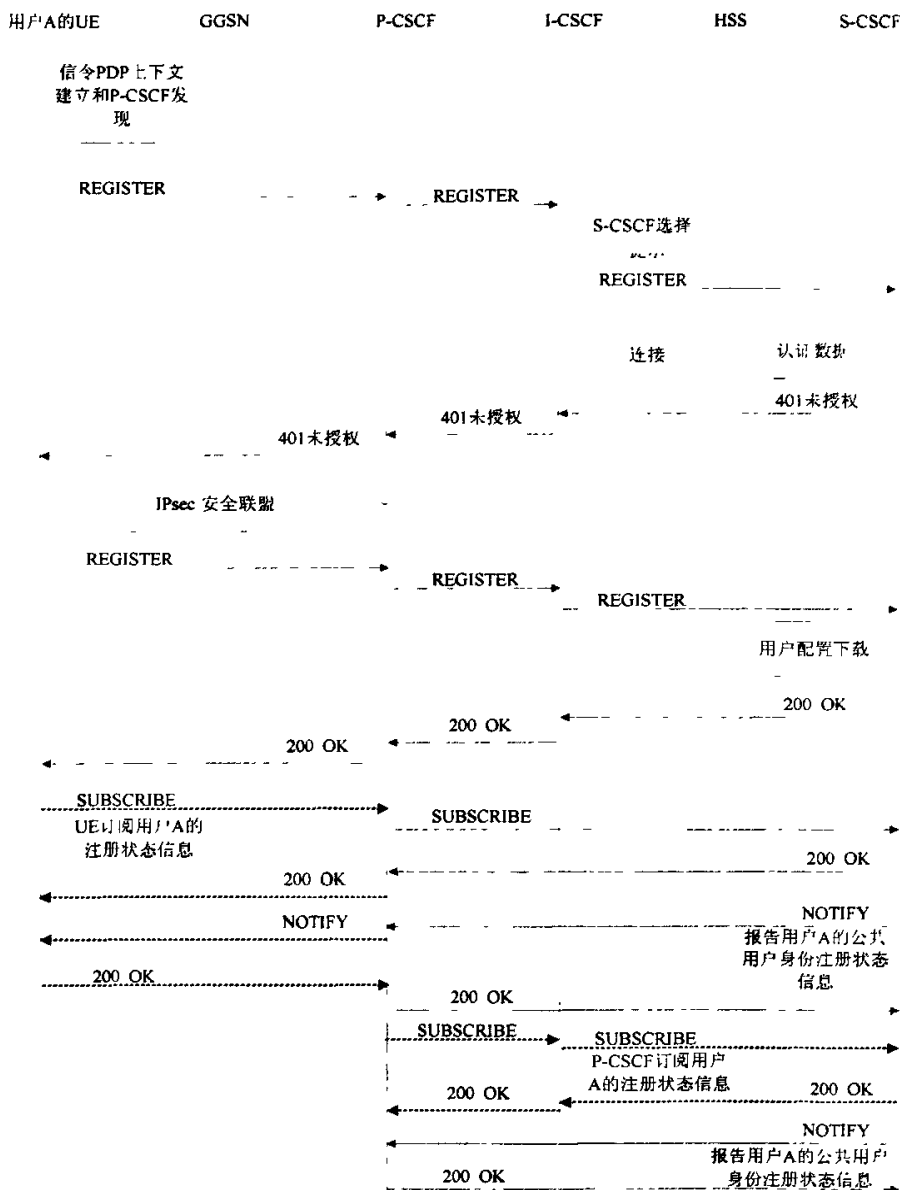 用户A的UE GGSN P-CSCF I-CSCF HSS S-CSCF
信令PDP上下文
建立和P-CSCF发
现
REGISTER
REGISTER
S-CSCF选择
REGISTER
连接 认证数据
401未授权
401未授权
401未授权
IPsec 安全联盟
REGISTER
REGISTER
REGISTER
用户配置下载
200 OK
200 OK
200 OK
SUBSCRIBE
SUBSCRIBE
UE订阅用户A的
注册状态信息
200 OK
200 OK
NOTIFY
NOTIFY
报告用户A的公共
用户身份注册状态
信息
200 OK
200 OK
SUBSCRIBE
SUBSCRIBE
P-CSCF订阅用户
A的注册状态信息
200 OK
200 OK
NOTIFY
报告用户A的公共用户
身份注册状态信息
200 OK